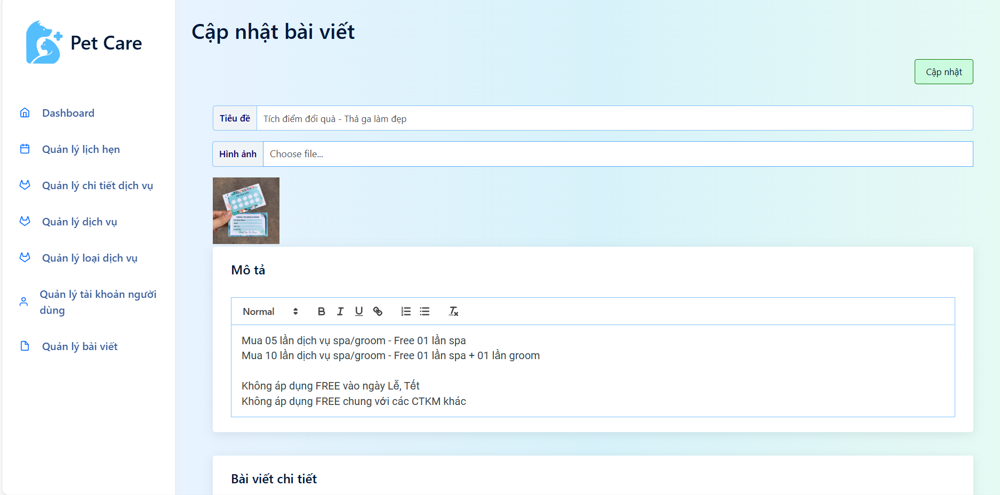 Pet Care
Dashboard
Quản lý lịch hẹn
Quản lý chi tiết dịch vụ
Quản lý dịch vụ
Quản lý loại dịch vụ
Quản lý tài khoản người
dùng
Quản lý bài viết
Cập nhật bài viết
Cập nhật
Tiêu đề
Tích điểm đổi quà - Thả ga làm đẹp
Hình ảnh
Choose file...
THÔNG TIN KHÁCH HÀNG
Mô tả
Normal
Mua 05 lần dịch vụ spa/groom - Free 01 lần spa
Mua 10 lần dịch vụ spa/groom - Free 01 lần spa + 01 lần groom
Không áp dụng FREE vào ngày Lễ, Tết
Không áp dụng FREE chung với các CTKM khác
Bài viết chi tiết